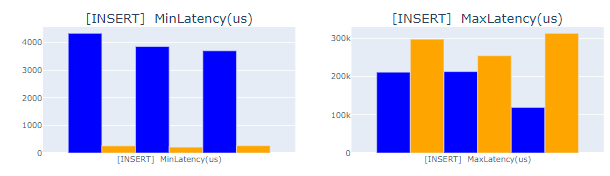 [INSERT] MinLatency(us)
4000
3000
2000
1000
0
[INSERT] MinLatency(us)
[INSERT] MaxLatency(us)
300k
200k
100k
0
[INSERT] MaxLatency(us)